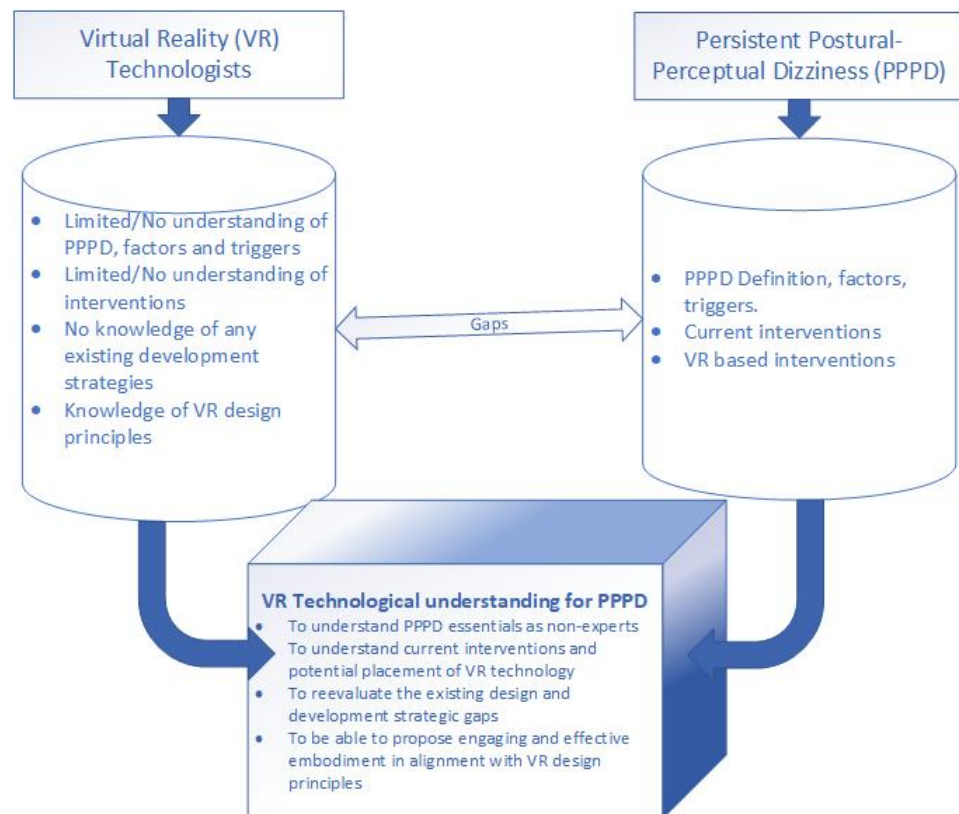 Virtual Reality (VR)
Technologists
Persistent Postural-
Perceptual Dizziness (PPPD)
• Limited/No understanding of
PPPD, factors and triggers
• Limited/No understanding of
interventions
• No knowledge of any
existing development
strategies
• Knowledge of VR design
principles
Gaps
• PPPD Definition, factors,
triggers.
• Current interventions
• VR based interventions
VR Technological understanding for PPPD
• To understand PPPD essentials as non-experts
To understand current interventions and
potential placement of VR technology
• To reevaluate the existing design and
development strategic gaps
• To be able to propose engaging and effective
embodiment in alignment with VR design
principles